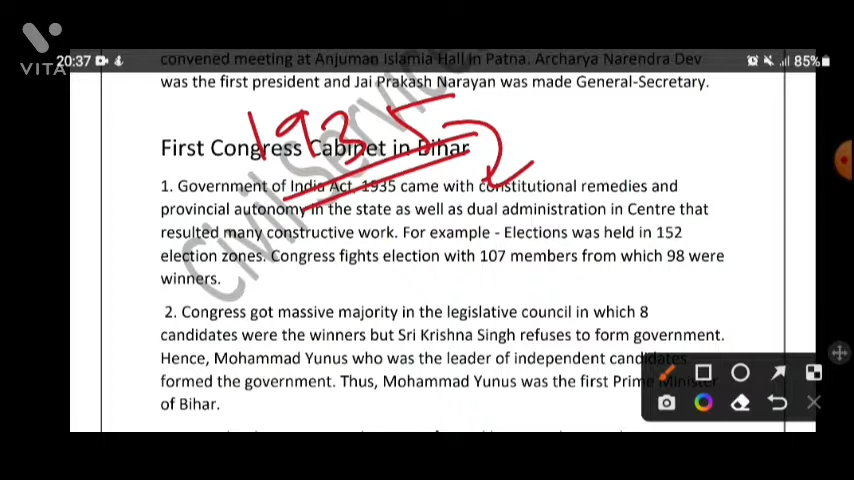 VITA
20:37
85%
convened meeting at Anjuman Islamia Hall in Patna. Archarya Narendra Dev
was the first president and Jai Prakash Narayan was made General-Secretary.
1935
First Congress Cabinet in Bihar
1. Government of India Act, 1935 came with constitutional remedies and
provincial autonomy in the state as well as dual administration in Centre that
resulted many constructive work. For example - Elections was held in 152
election zones. Congress fights election with 107 members from which 98 were
winners.
2. Congress got massive majority in the legislative council in which 8
candidates were the winners but Sri Krishna Singh refuses to form government.
Hence, Mohammad Yunus who was the leader of independent candidates
formed the government. Thus, Mohammad Yunus was the first Prime Minister
of Bihar.
Civil Service